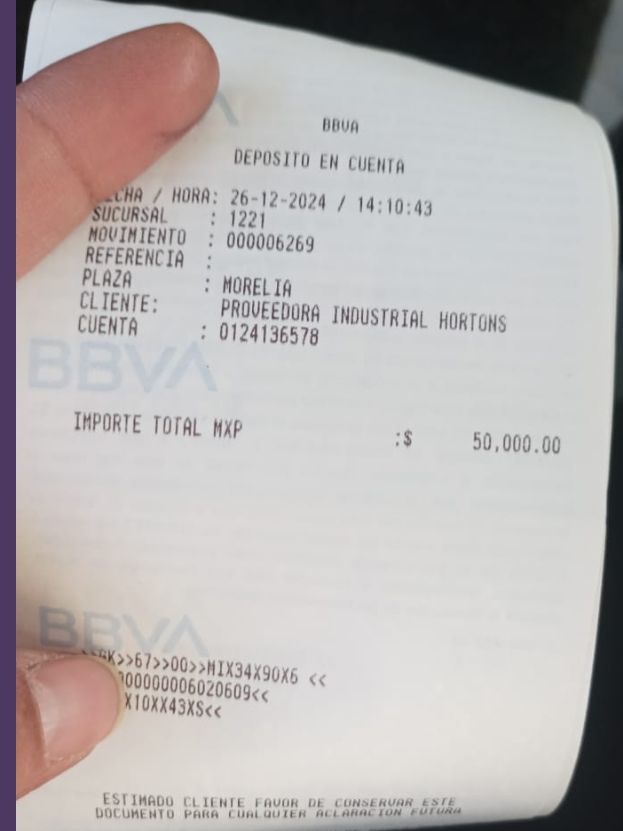 BBVA
DEPOSITO EN CUENTA
HORA: 26-12-2024 / 14:10:43
SUCURSAL : 1221
MOVIMIENTO : 000006269
REFERENCIA :
PLAZA : MORELIA
CLIENTE: PROVEEDORA INDUSTRIAL HORTONS
CUENTA : 0124136578
BBVA
IMPORTE TOTAL MXP :$ 50,000.00
BBVA
>>67>>00>>MIX34X90X6 <<
00000006020609<<
X10XX43XS<<
ESTIMADO CLIENTE FAVOR DE CONSERVAR ESTE
DOCUMENTO PARA CUALQUIER ACLARACION FUTURA